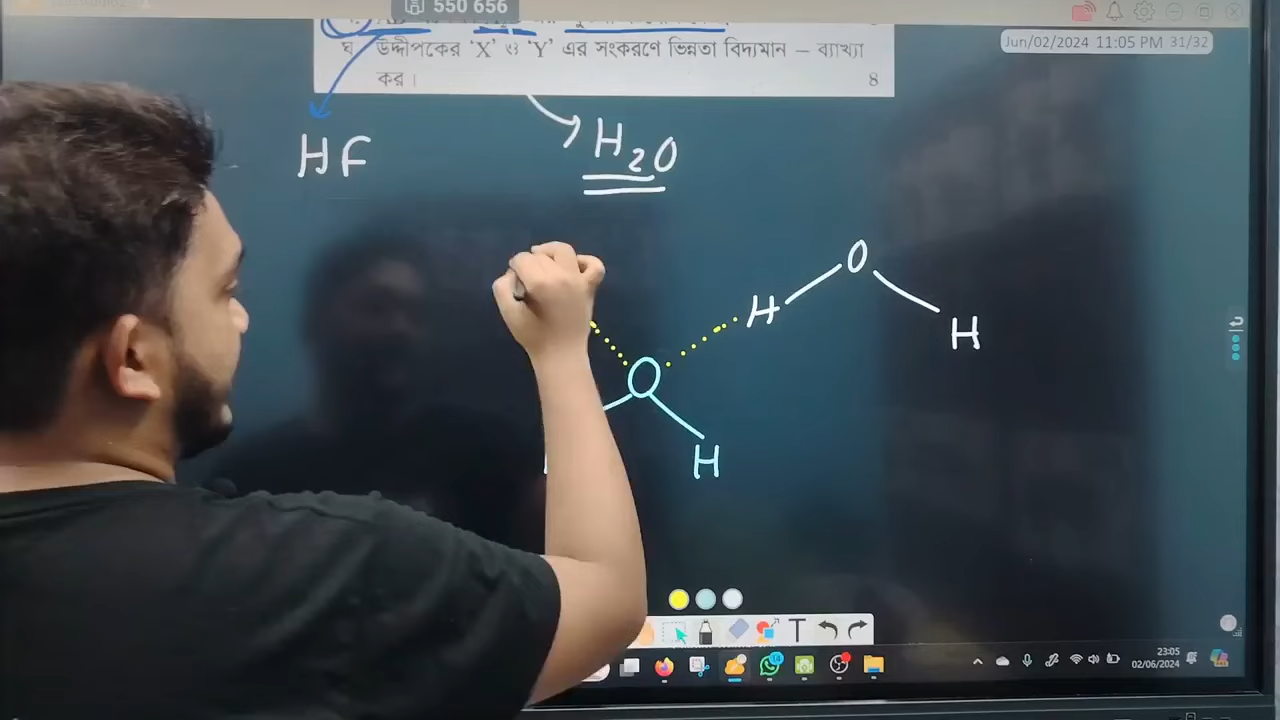 550 656
Jun/02/2024 11:05 PM 31/32
ঘ. উদ্দীপকের ‘X’ ও ‘Y’ এর সংকরণে ভিন্নতা বিদ্যমান – ব্যাখ্যা
কর। 8
HF
H₂O
O
H
H
O
H
T
23:05
02/06/2024